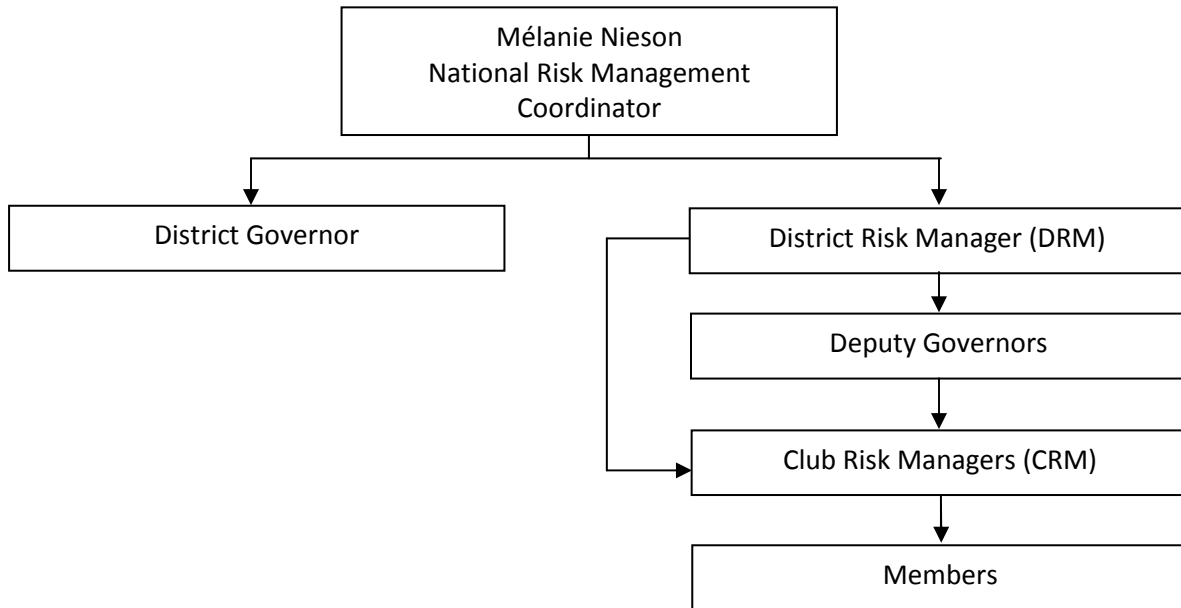 Mélanie Nieson
National Risk Management
Coordinator
District Governor
District Risk Manager (DRM)
Deputy Governors
Club Risk Managers (CRM)
Members